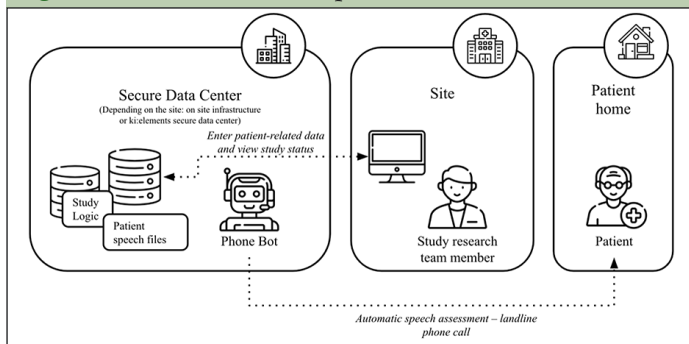 Secure Data Center
(Depending on the site: on site infrastructure
or ki:elements secure data center)
Enter patient-related data
and view study status
Study
Logic
Patient
speech files
Phone Bot
Site
Study research
team member
Patient
home
Patient
Automatic speech assessment – landline
phone call